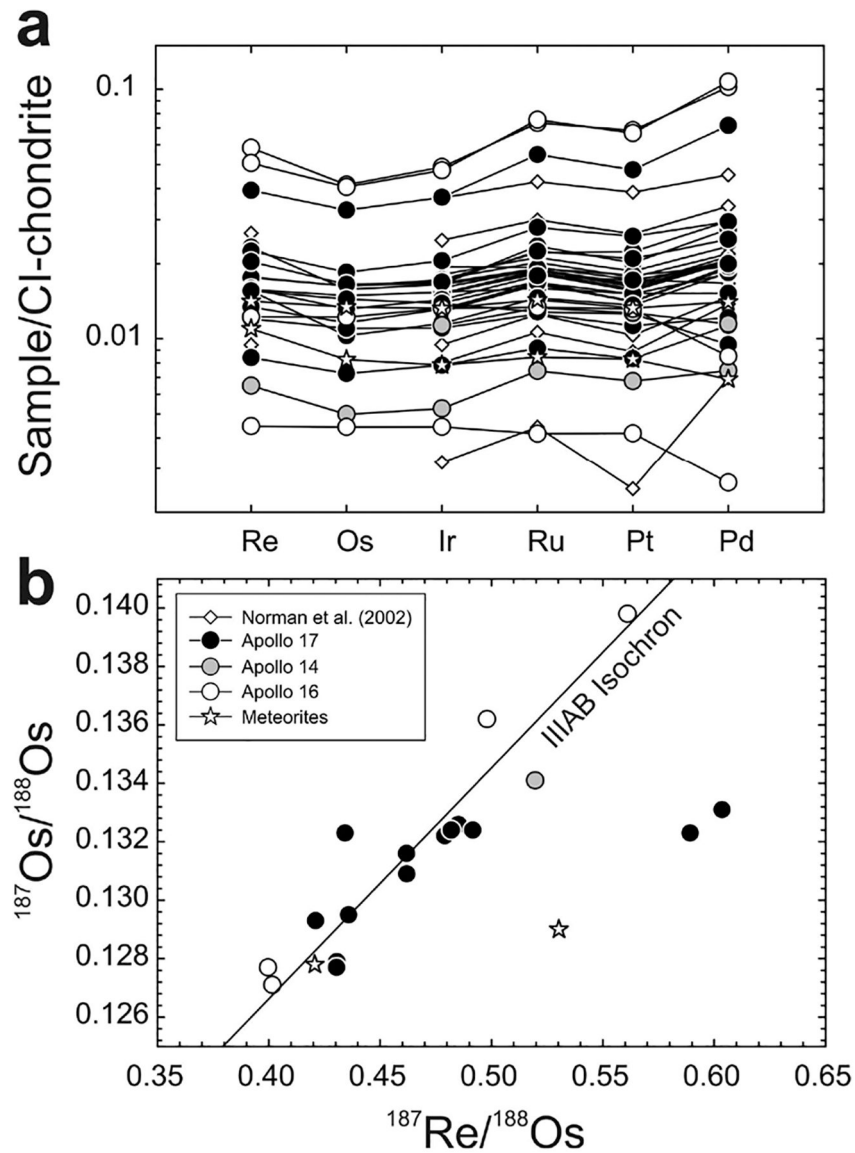 a
Sample/CI-chondrite
0.1
0.01
Re Os Ir Ru Pt Pd
b
¹⁸⁷Os/¹⁸⁸Os
0.140
0.138
0.136
0.134
0.132
0.130
0.128
0.126
Norman et al. (2002)
Apollo 17
Apollo 14
Apollo 16
Meteorites
IIIAB Isochron
0.35 0.40 0.45 0.50 0.55 0.60 0.65
¹⁸⁷Re/¹⁸⁸Os